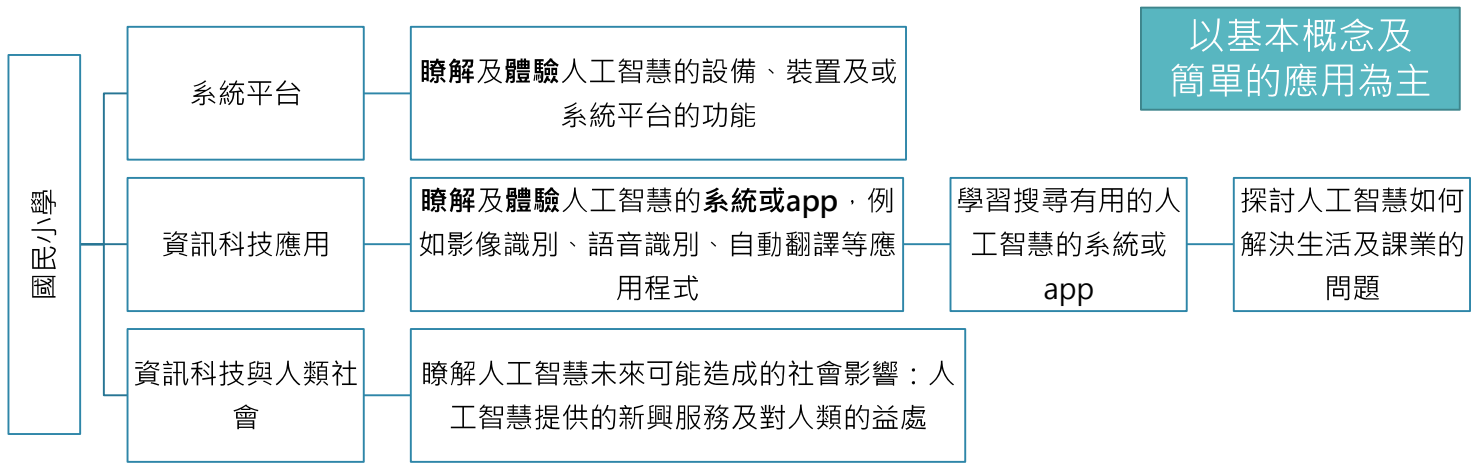 以基本概念及
簡單的應用為主
國民小學
系統平台
瞭解及體驗人工智慧的設備、裝置及或
系統平台的功能
資訊科技應用
瞭解及體驗人工智慧的系統或app，例
如影像識別、語音識別、自動翻譯等應
用程式
學習搜尋有用的人
工智慧的系統或
app
探討人工智慧如何
解決生活及課業的
問題
資訊科技與人類社
會
瞭解人工智慧未來可能造成的社會影響：人
工智慧提供的新興服務及對人類的益處